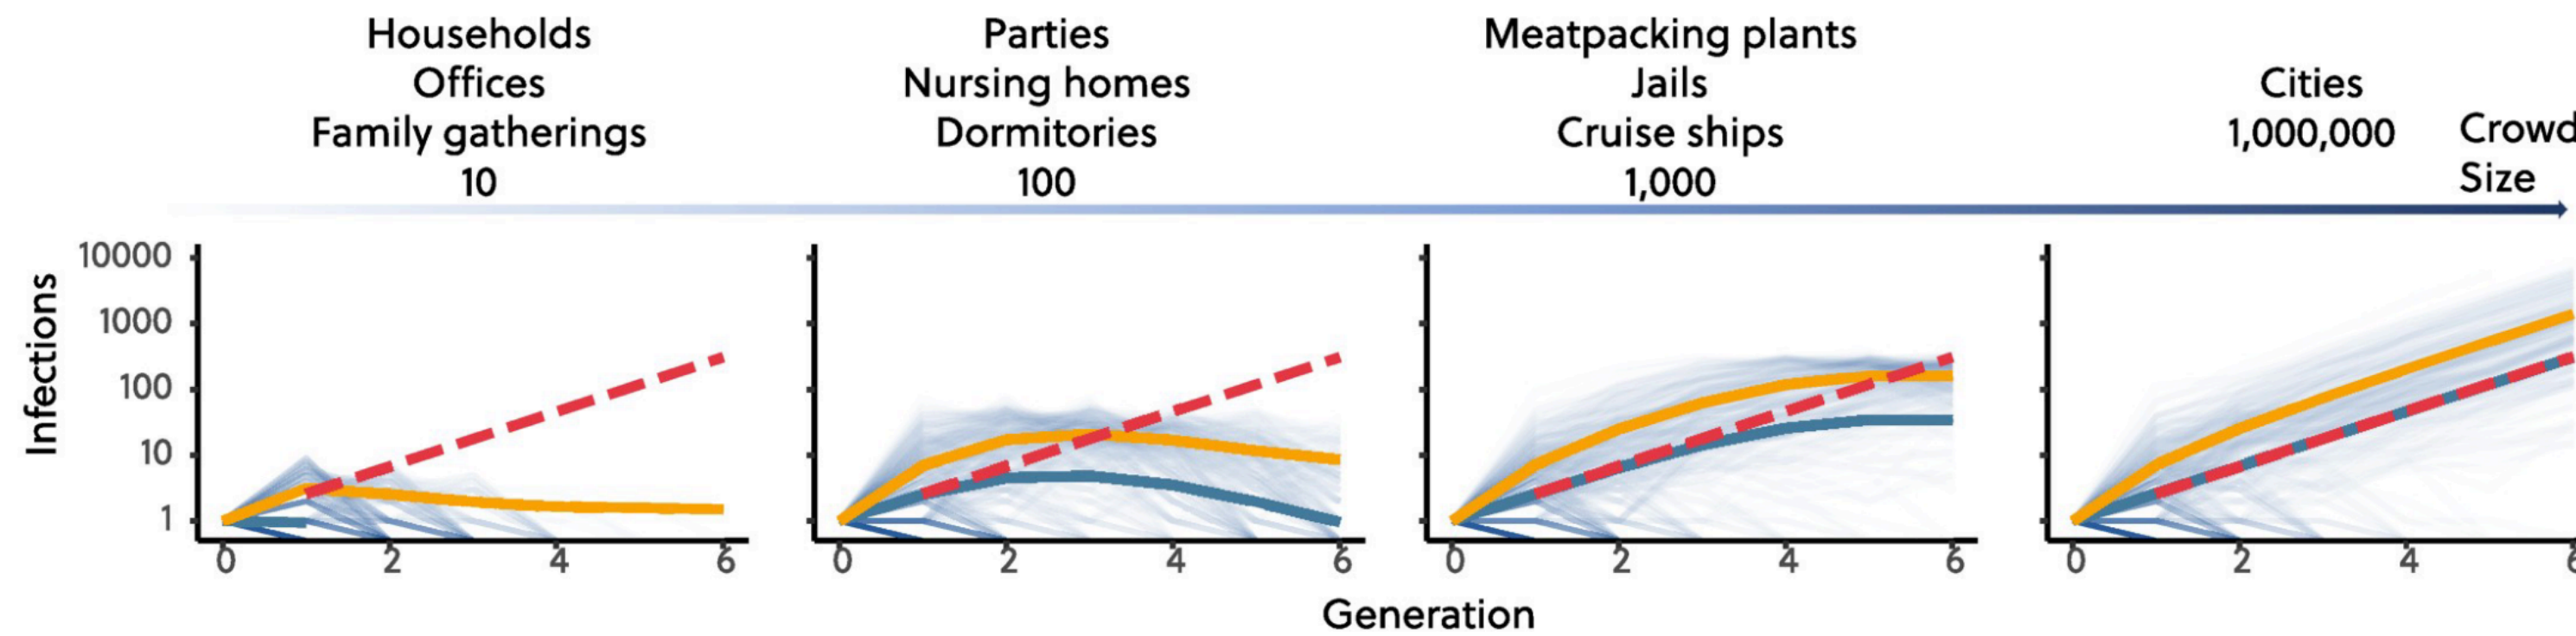 Households
Offices
Family gatherings
10
Parties
Nursing homes
Dormitories
100
Meatpacking plants
Jails
Cruise ships
1,000
Cities
1,000,000
Crowd
Size
Infections
10000
1000
100
10
1
0 2 4 6
0 2 4 6
0 2 4 6
0 2 4 6
Generation